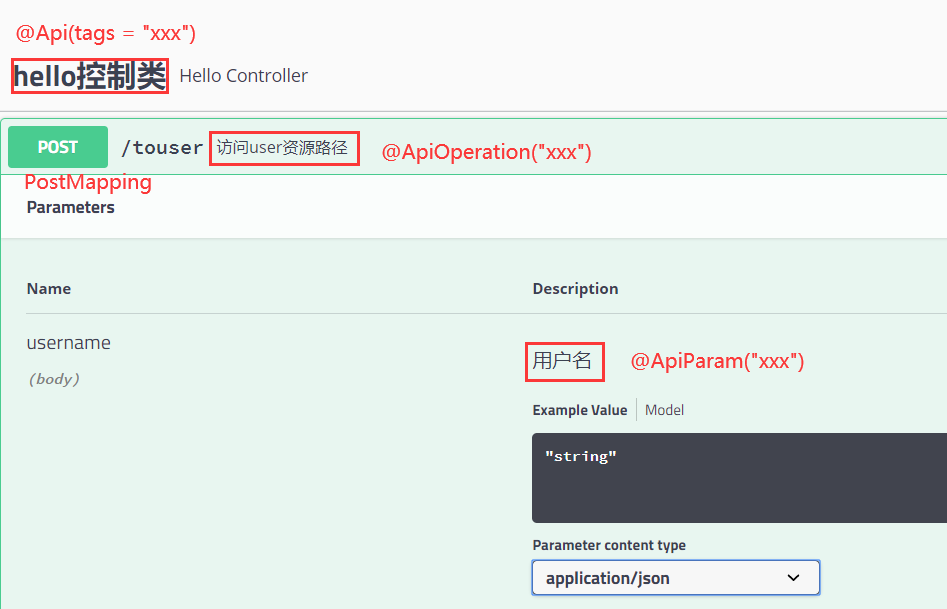 @Api(tags = "xxx")
hello控制类 Hello Controller
POST /touser 访问user资源路径 @ApiOperation("xxx")
PostMapping
Parameters
Name Description
username
(body)
用户名 @ApiParam("xxx")
Example Value Model
"string"
Parameter content type
application/json